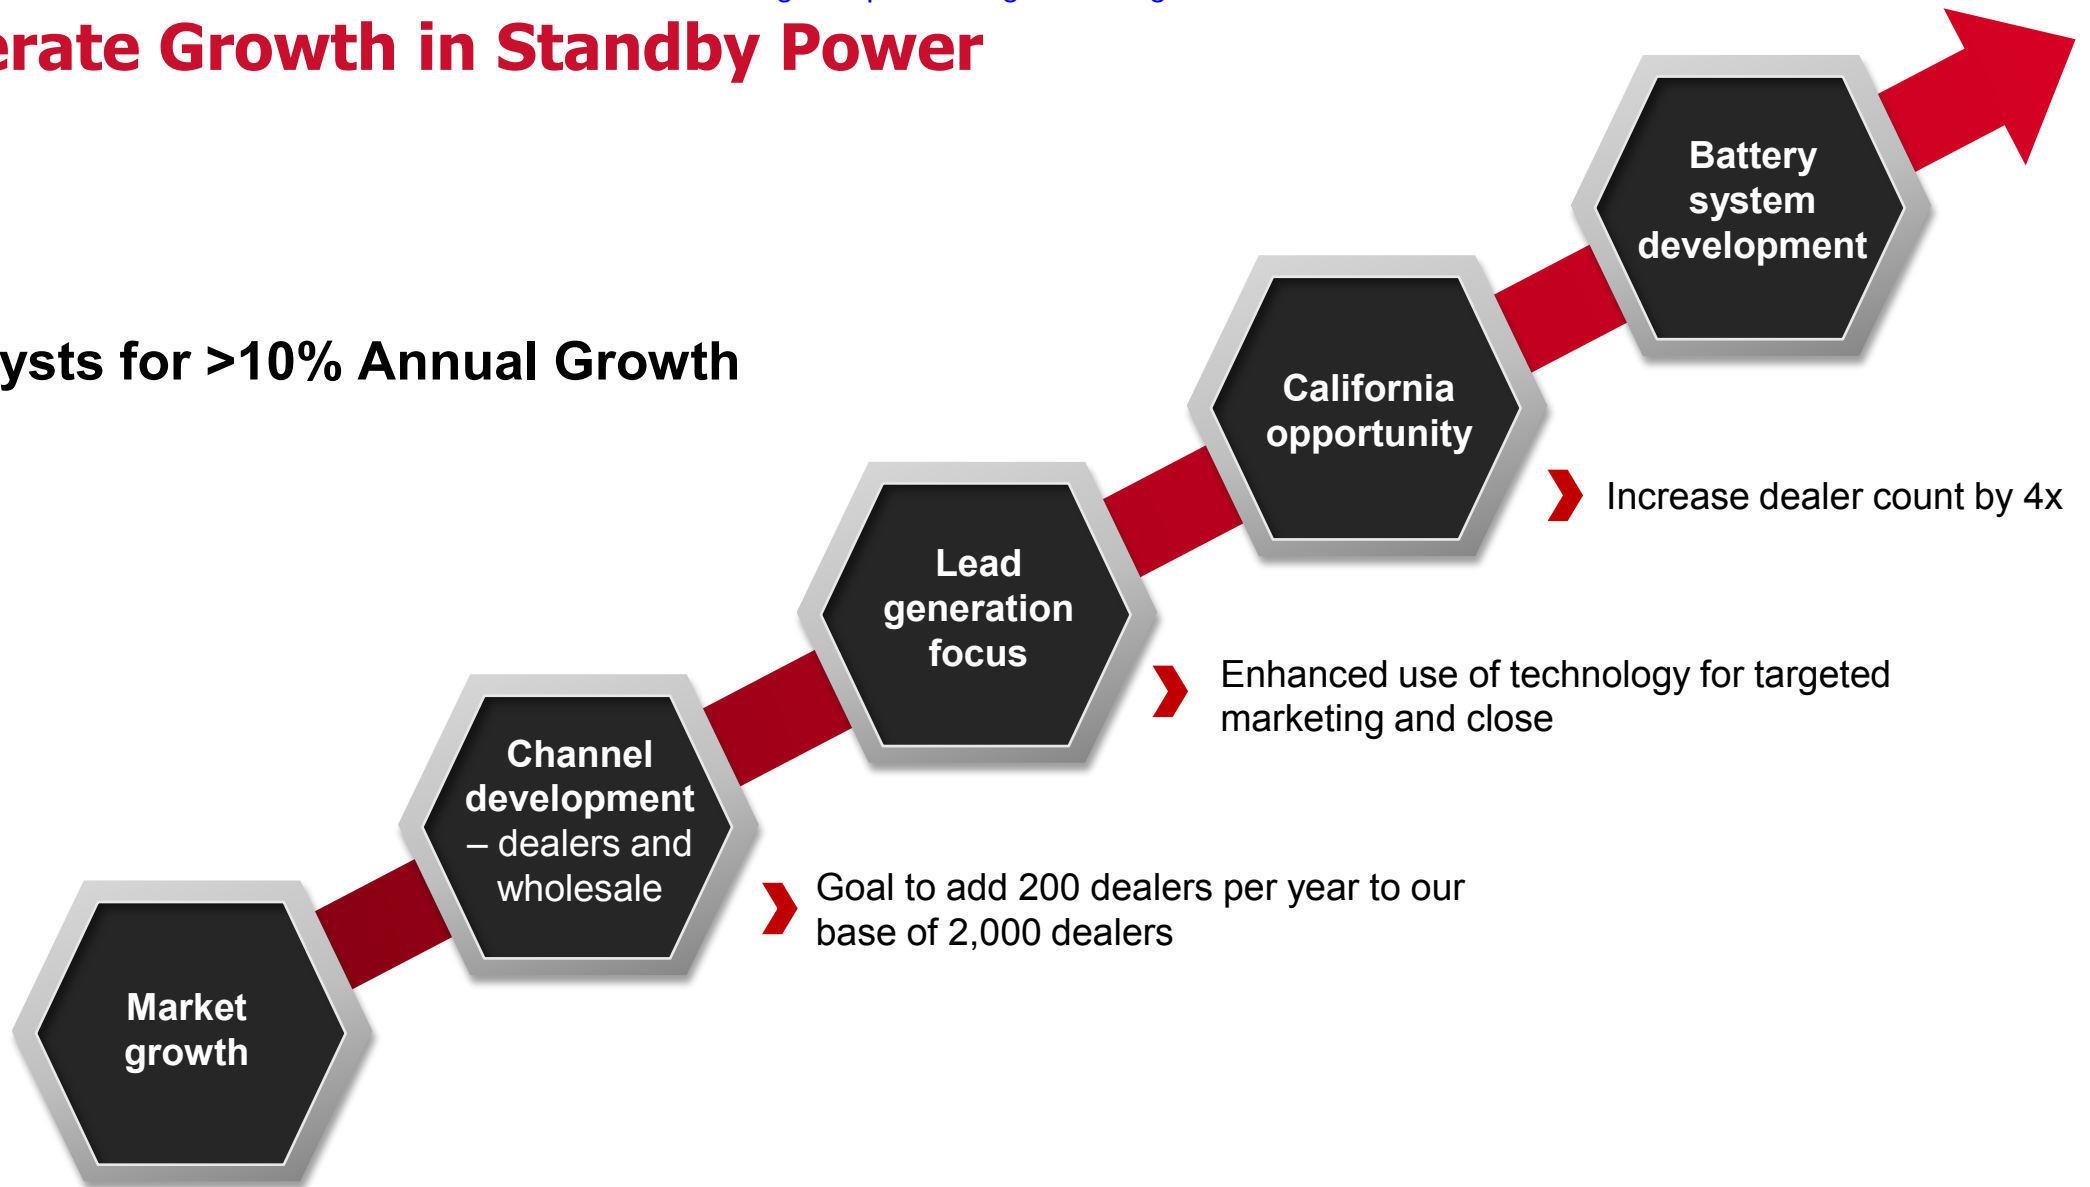 erate Growth in Standby Power
ysts for >10% Annual Growth
Battery
system
development
California
opportunity
Increase dealer count by 4x
Lead
generation
focus
Enhanced use of technology for targeted
marketing and close
Channel
development
– dealers and
wholesale
Goal to add 200 dealers per year to our
base of 2,000 dealers
Market
growth